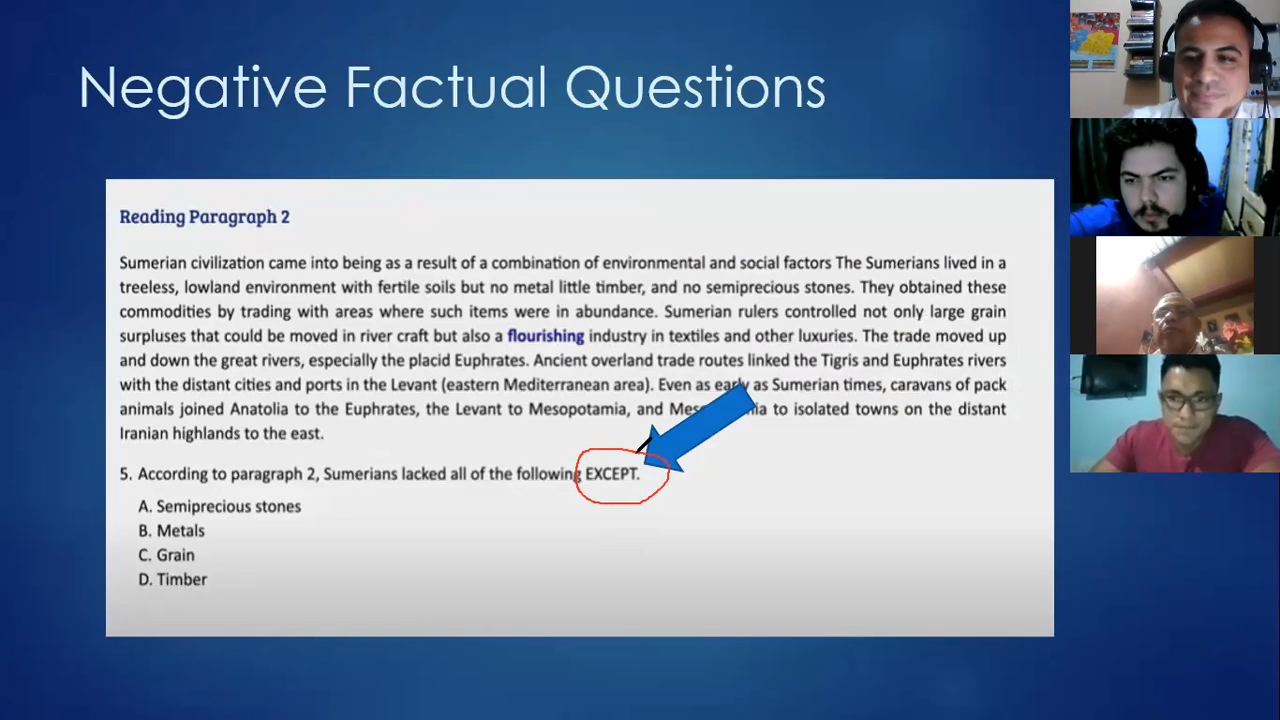 Negative Factual Questions
Reading Paragraph 2
Sumerian civilization came into being as a result of a combination of environmental and social factors The Sumerians lived in a
treeless, lowland environment with fertile soils but no metal little timber, and no semiprecious stones. They obtained these
commodities by trading with areas where such items were in abundance. Sumerian rulers controlled not only large grain
surpluses that could be moved in river craft but also a flourishing industry in textiles and other luxuries. The trade moved up
and down the great rivers, especially the placid Euphrates. Ancient overland trade routes linked the Tigris and Euphrates rivers
with the distant cities and ports in the Levant (eastern Mediterranean area). Even as early as Sumerian times, caravans of pack
animals joined Anatolia to the Euphrates, the Levant to Mesopotamia, and to isolated towns on the distant
Iranian highlands to the east.
5. According to paragraph 2, Sumerians lacked all of the following EXCEPT.
A. Semiprecious stones
B. Metals
C. Grain
D. Timber